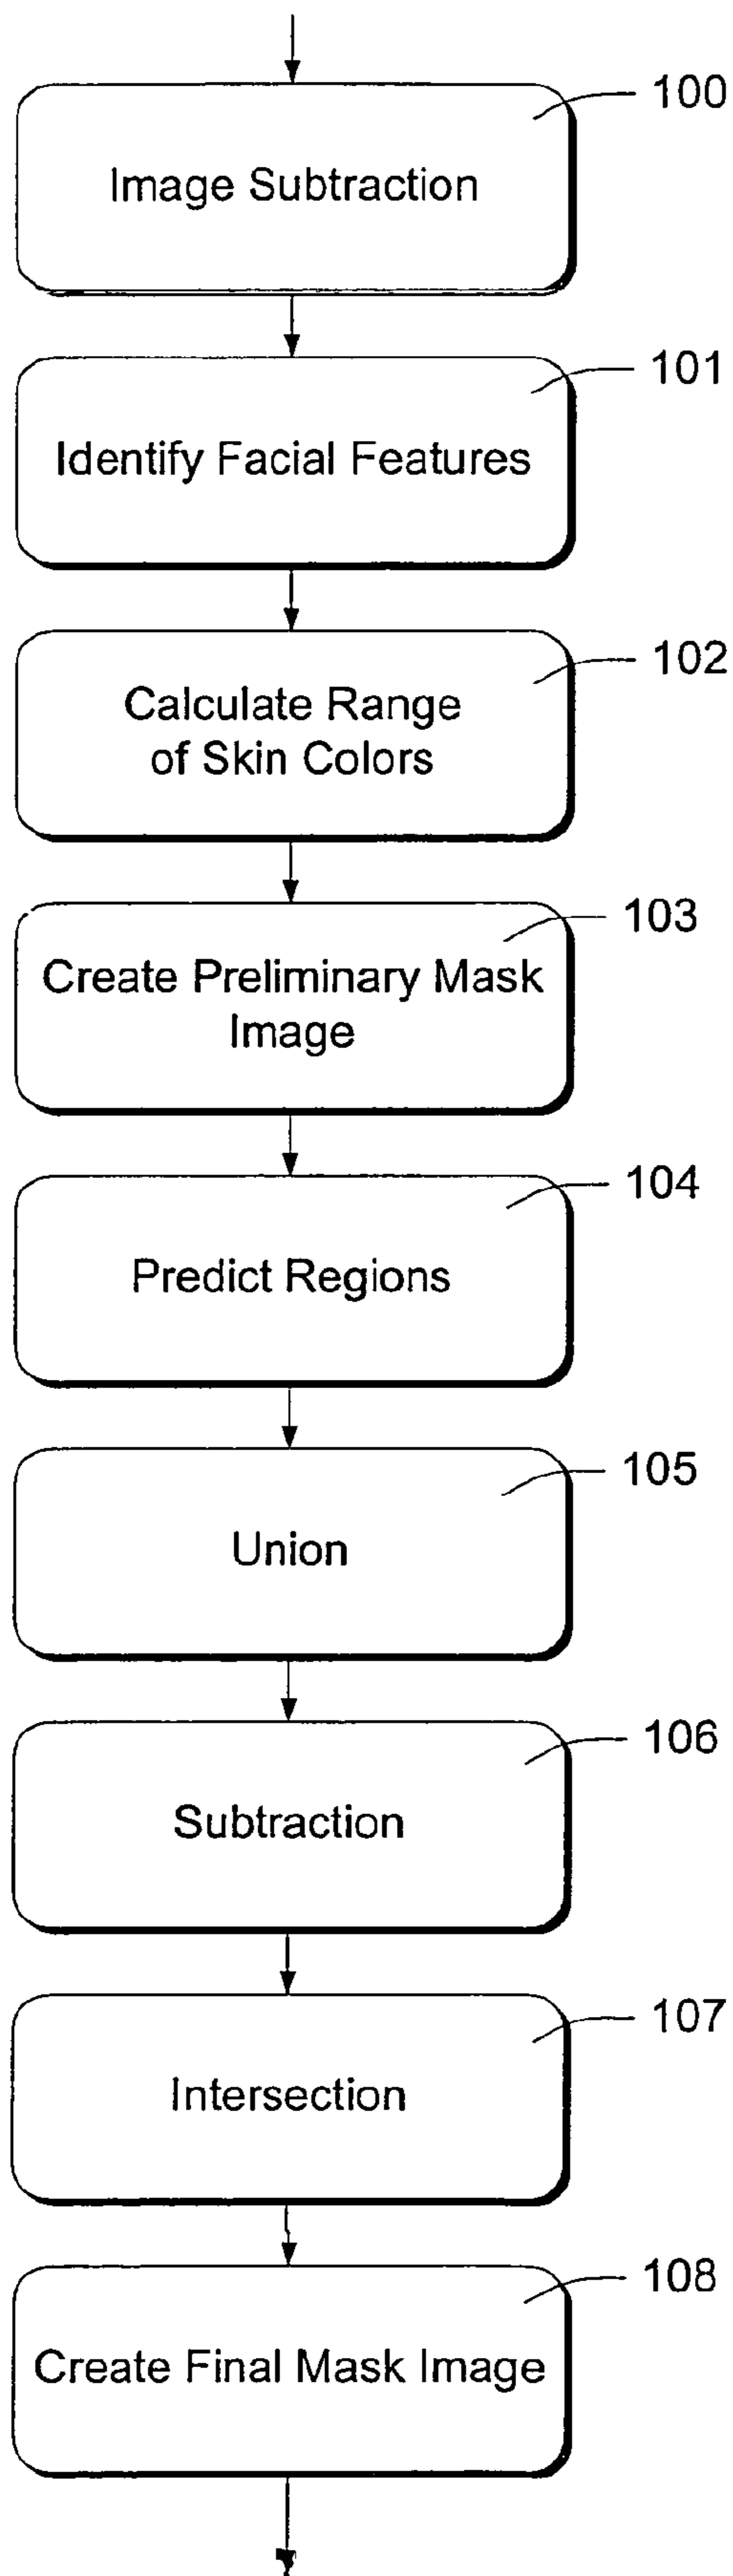 100
Image Subtraction
101
Identify Facial Features
102
Calculate Range
of Skin Colors
103
Create Preliminary Mask
Image
104
Predict Regions
105
Union
106
Subtraction
107
Intersection
108
Create Final Mask Image